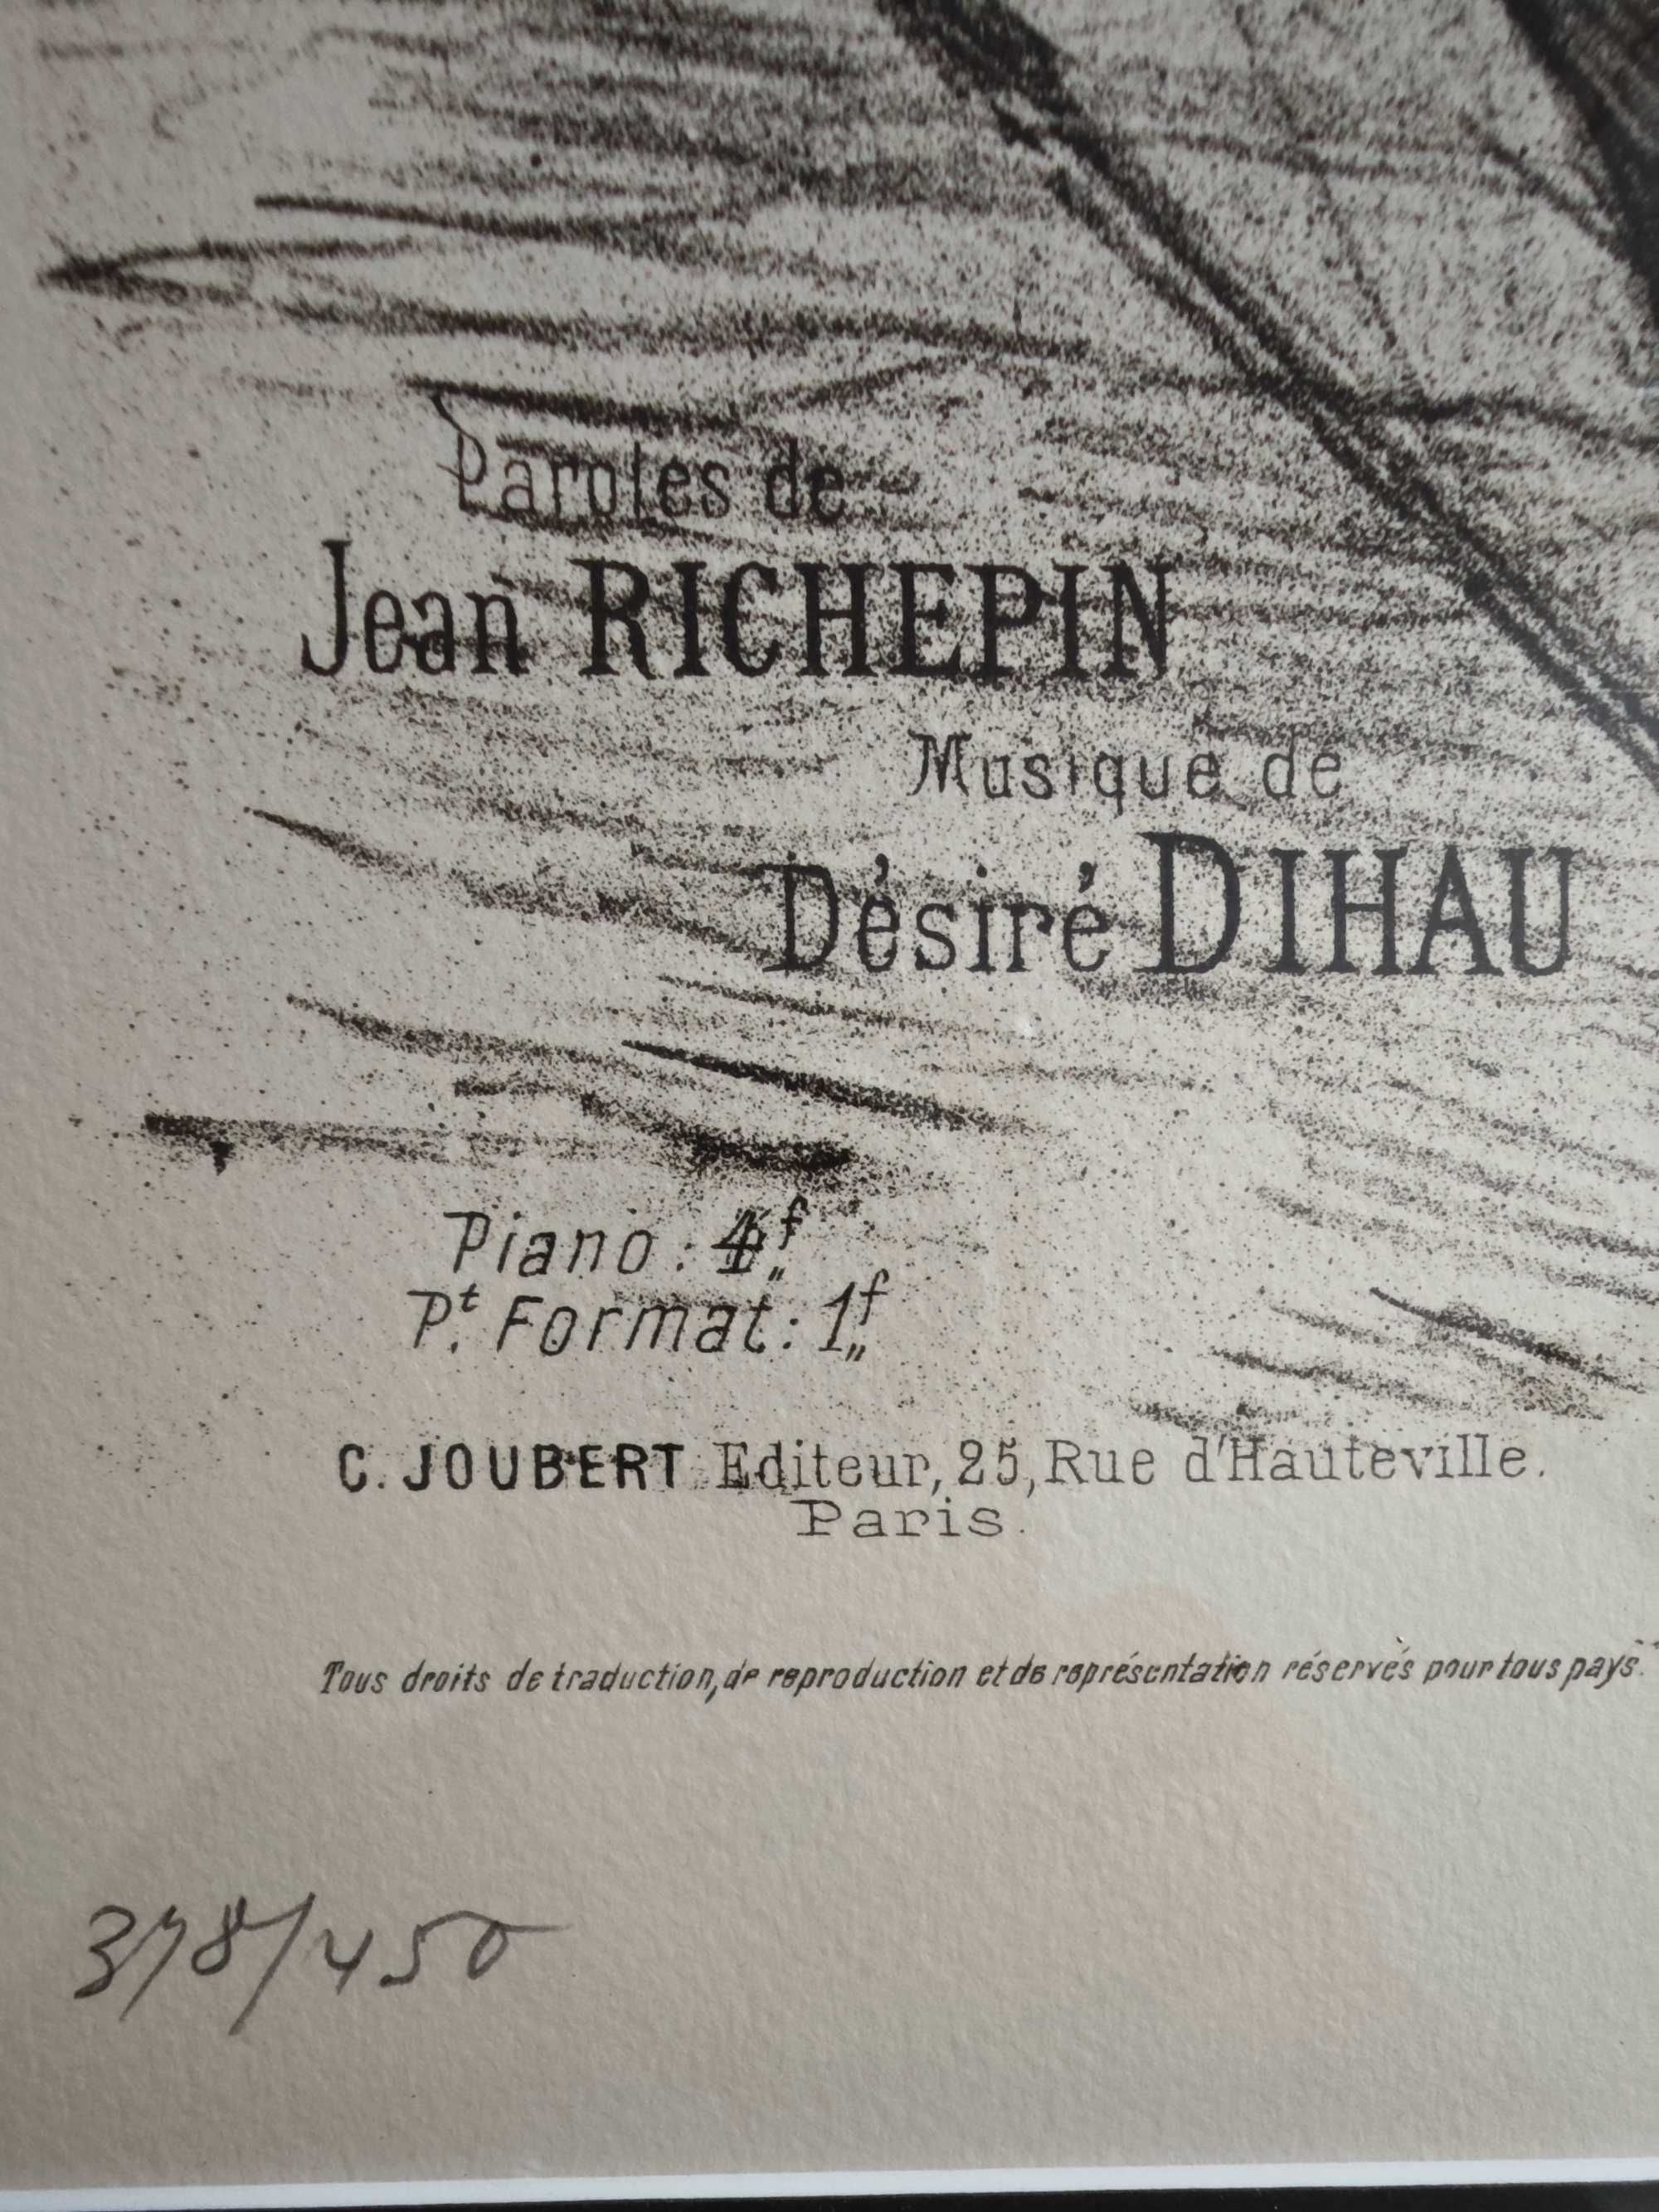 Paroles de
Jean RICHEPIN
Musique de
Désiré DIHAU
Piano: f„
Pt. Format: 1f„
C. JOUBERT Editeur, 25, Rue d'Hauteville.
Paris.
Tous droits de traduction, de reproduction et de représentation réservés pour tous pays.
378/450